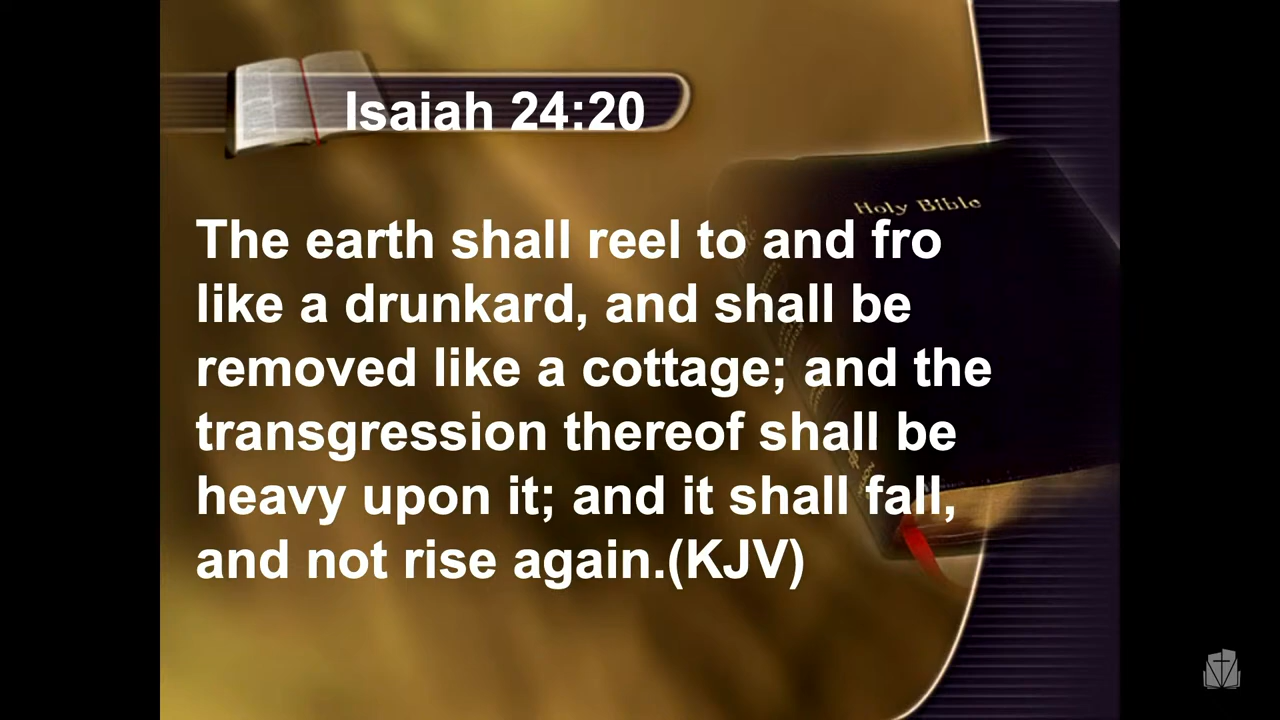 Isaiah 24:20
Holy Bible
The earth shall reel to and fro
like a drunkard, and shall be
removed like a cottage; and the
transgression thereof shall be
heavy upon it; and it shall fall,
and not rise again.(KJV)